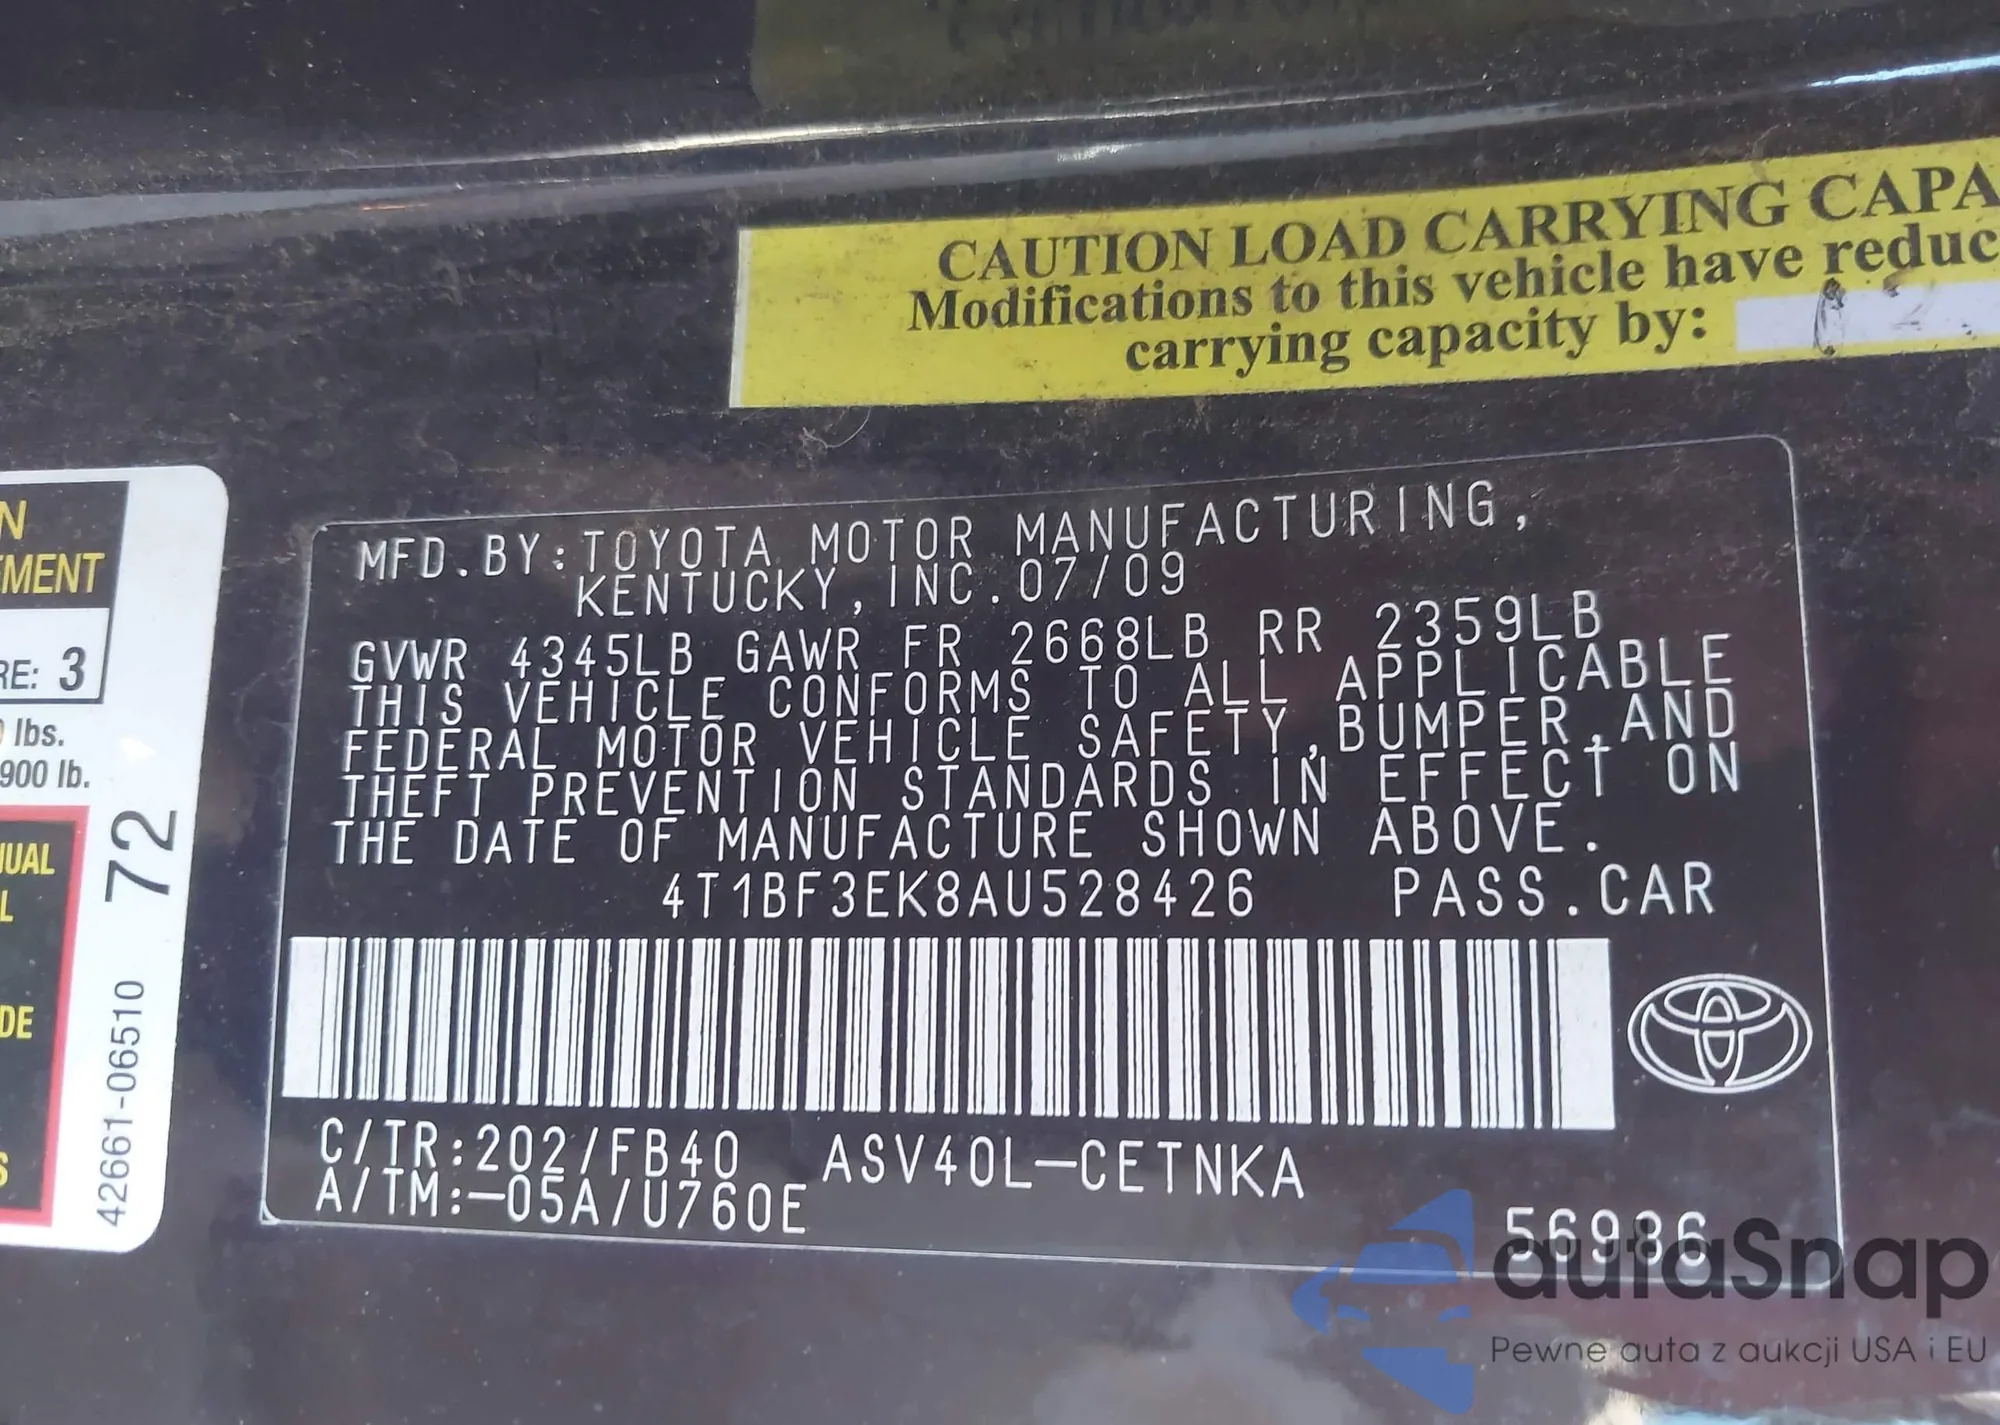 CAUTION LOAD CARRYING CAPA
Modifications to this vehicle have reduc
carrying capacity by:
N
EMENT
RE: 3
lbs.
900 lb.
UAL
L
DE
S
72
42661-06510
MFD.BY:TOYOTA MOTOR MANUFACTURING,
KENTUCKY, INC. 07/09
GVWR 4345LB GAWR FR 2668LB RR 2359LB
THIS VEHICLE CONFORMS TO ALL APPLICABLE
FEDERAL MOTOR VEHICLE SAFETY,BUMPER,AND
THEFT PREVENTION STANDARDS IN EFFECT ON
THE DATE OF MANUFACTURE SHOWN ABOVE.
4T1BF3EK8AU528426 PASS.CAR
C/TR:202/FB40 ASV40L-CETNKA
A/TM:-05A/U760E
56986
autaSnap
Pewne auta z aukcji USA i EU